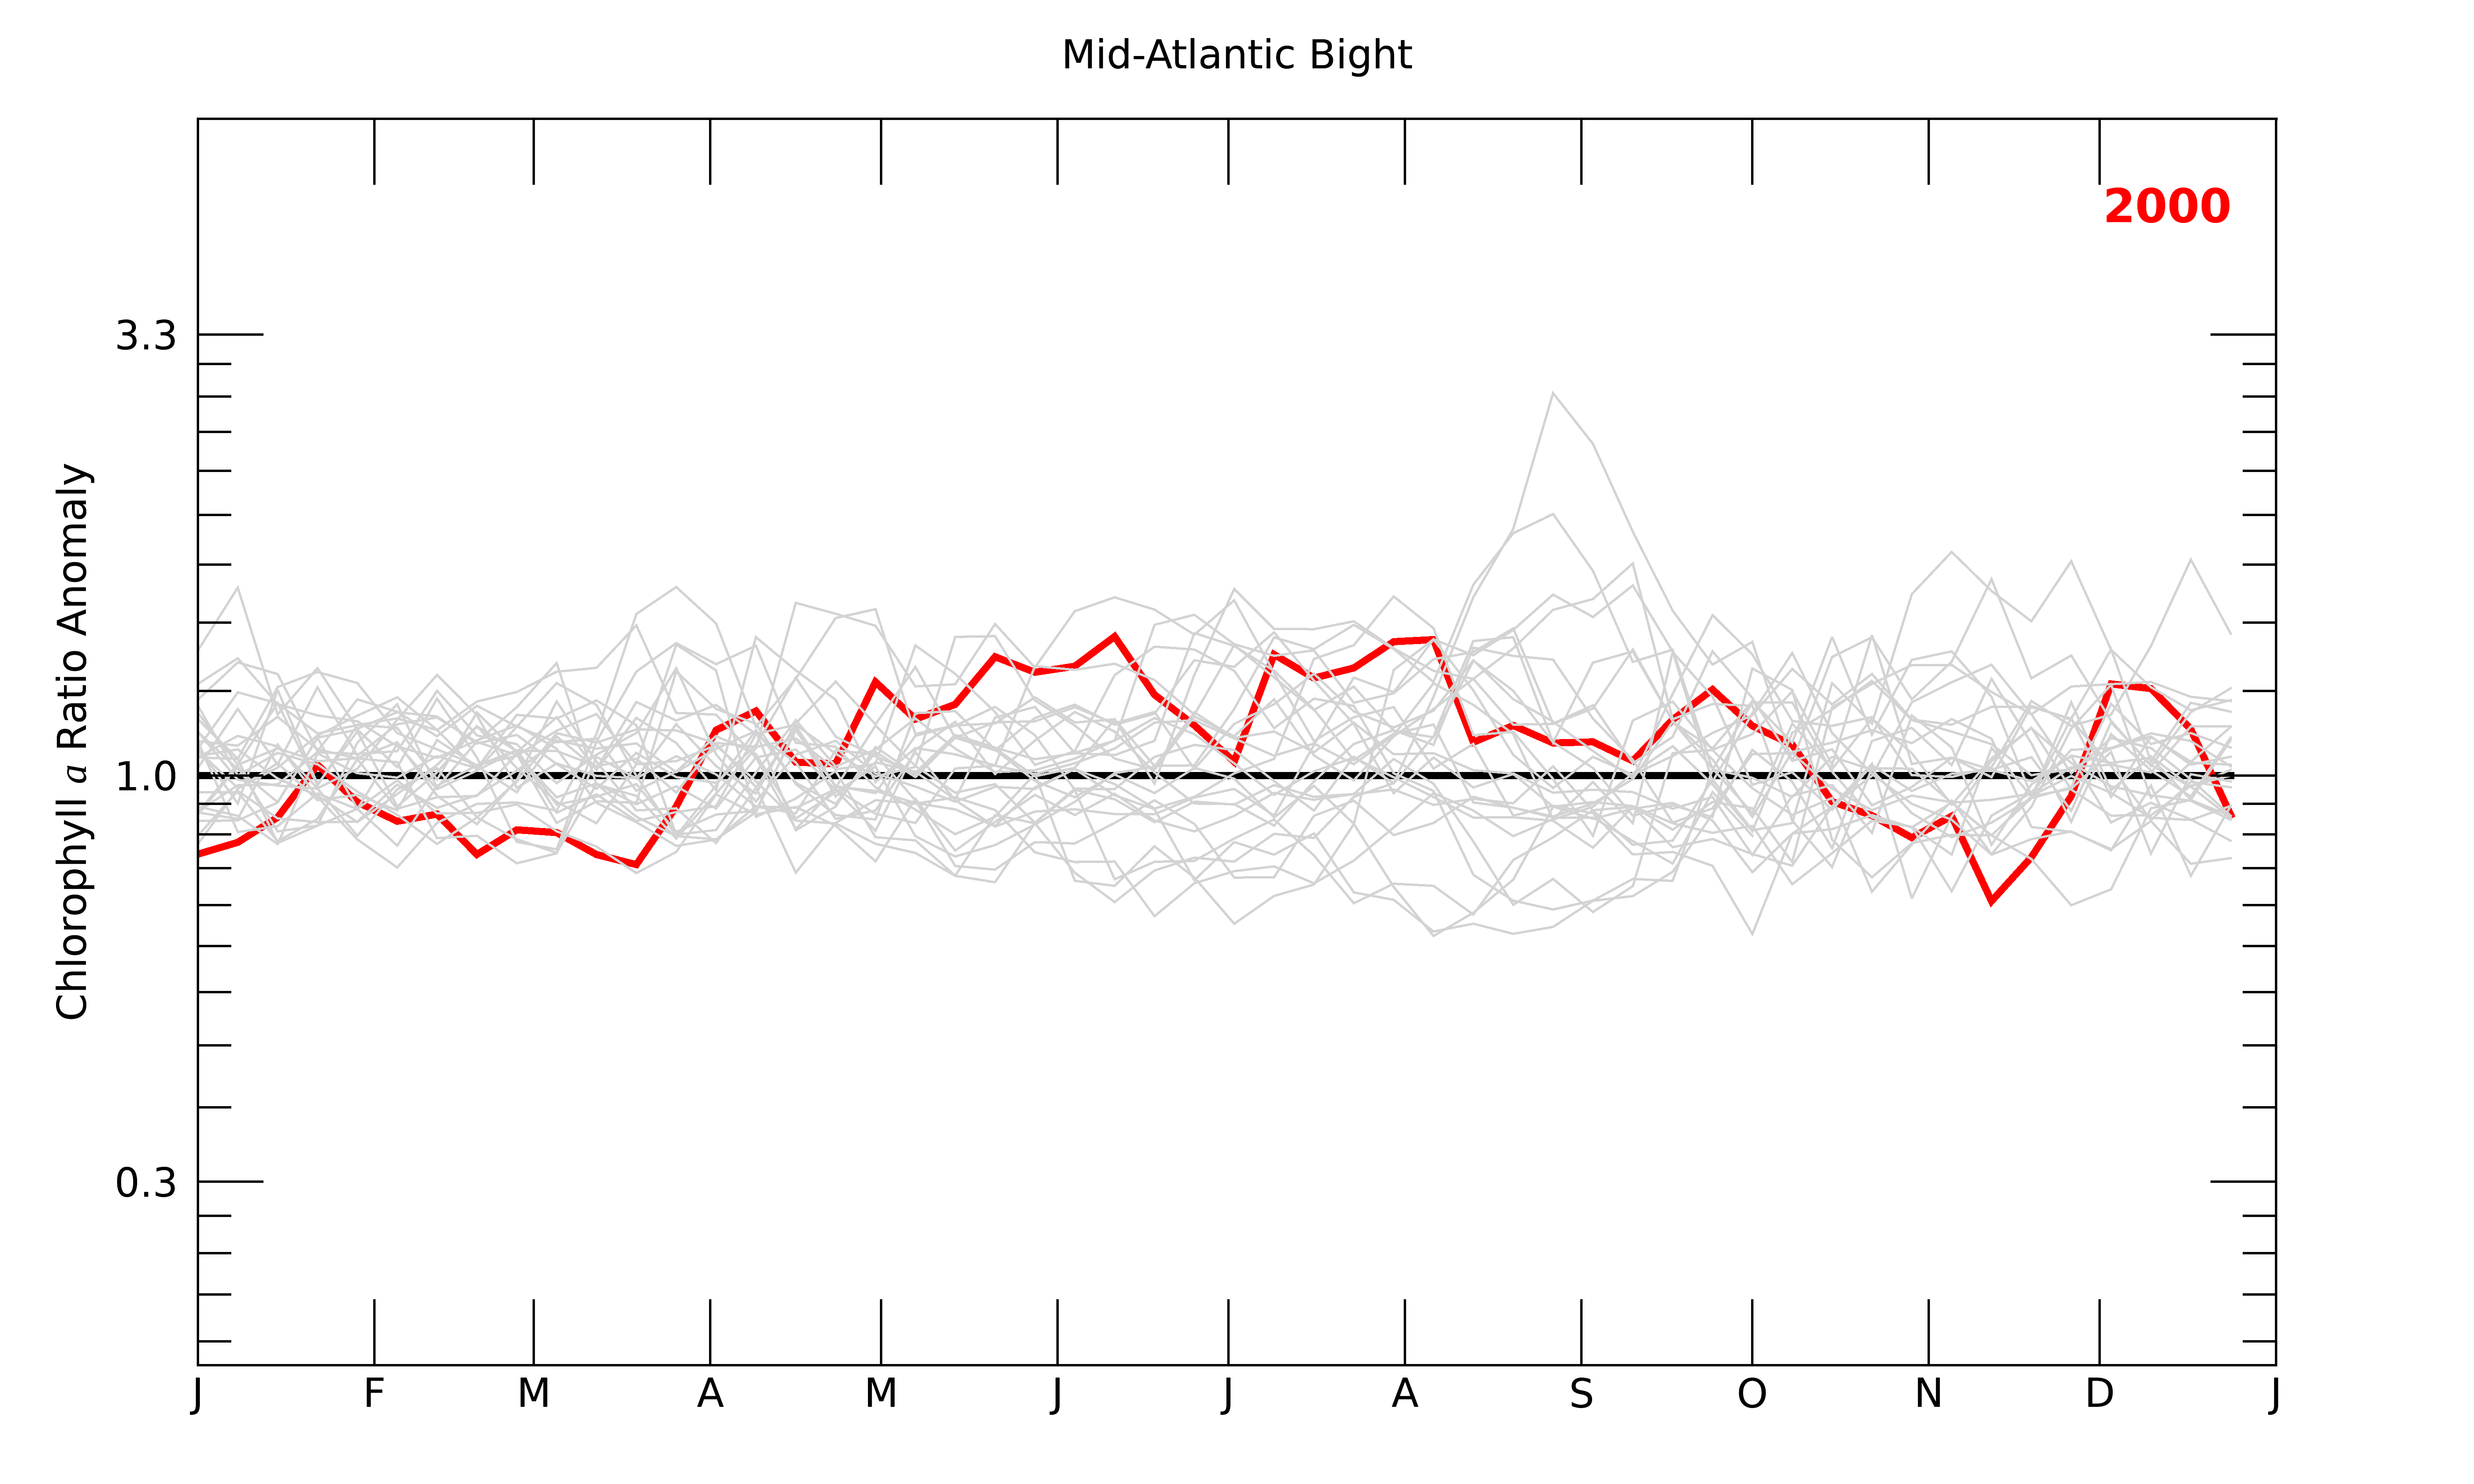 Mid-Atlantic Bight
2000
3.3
1.0
0.3
Chlorophyll a Ratio Anomaly
J F M A M J J A S O N D J